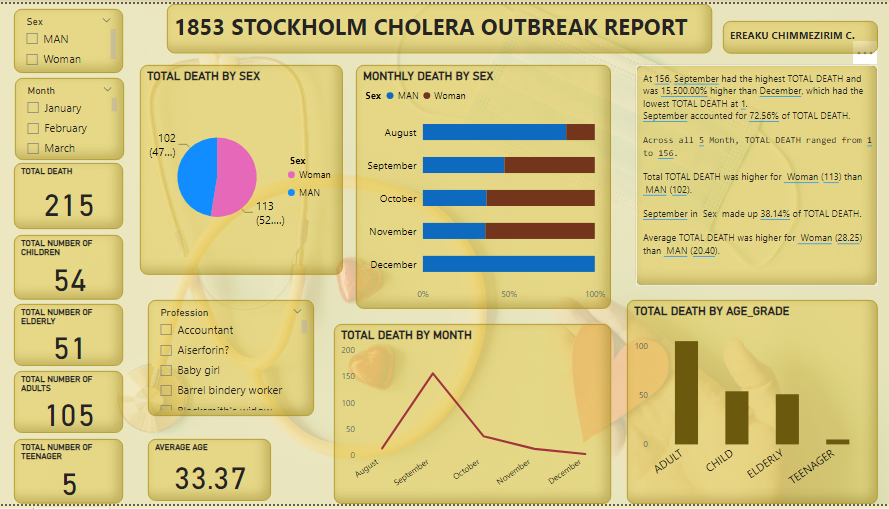 1853 STOCKHOLM CHOLERA OUTBREAK REPORT
EREAKU CHIMMEZIRIM C.
Sex
MAN
Woman
Month
January
February
March
TOTAL DEATH
215
TOTAL NUMBER OF
CHILDREN
54
TOTAL NUMBER OF
ELDERLY
51
TOTAL NUMBER OF
ADULTS
105
TOTAL NUMBER OF
TEENAGER
5
TOTAL DEATH BY SEX
102
(47...)
113
(52....)
Sex
Woman
MAN
Profession
Accountant
Aiserforin?
Baby girl
Barrel bindery worker
Blacksmith's widow
AVERAGE AGE
33.37
MONTHLY DEATH BY SEX
Sex MAN Woman
August
September
October
November
December
0% 50% 100%
TOTAL DEATH BY MONTH
200
150
100
50
0
August September October November December
At 156, September had the highest TOTAL DEATH and
was 15,500.00% higher than December, which had the
lowest TOTAL DEATH at 1.
September accounted for 72.56% of TOTAL DEATH.
Across all 5 Month, TOTAL DEATH ranged from 1
to 156.
Total TOTAL DEATH was higher for Woman (113) than
MAN (102).
September in Sex made up 38.14% of TOTAL DEATH.
Average TOTAL DEATH was higher for Woman (28.25)
than MAN (20.40).
TOTAL DEATH BY AGE_GRADE
100
50
0
ADULT CHILD ELDERLY TEENAGER